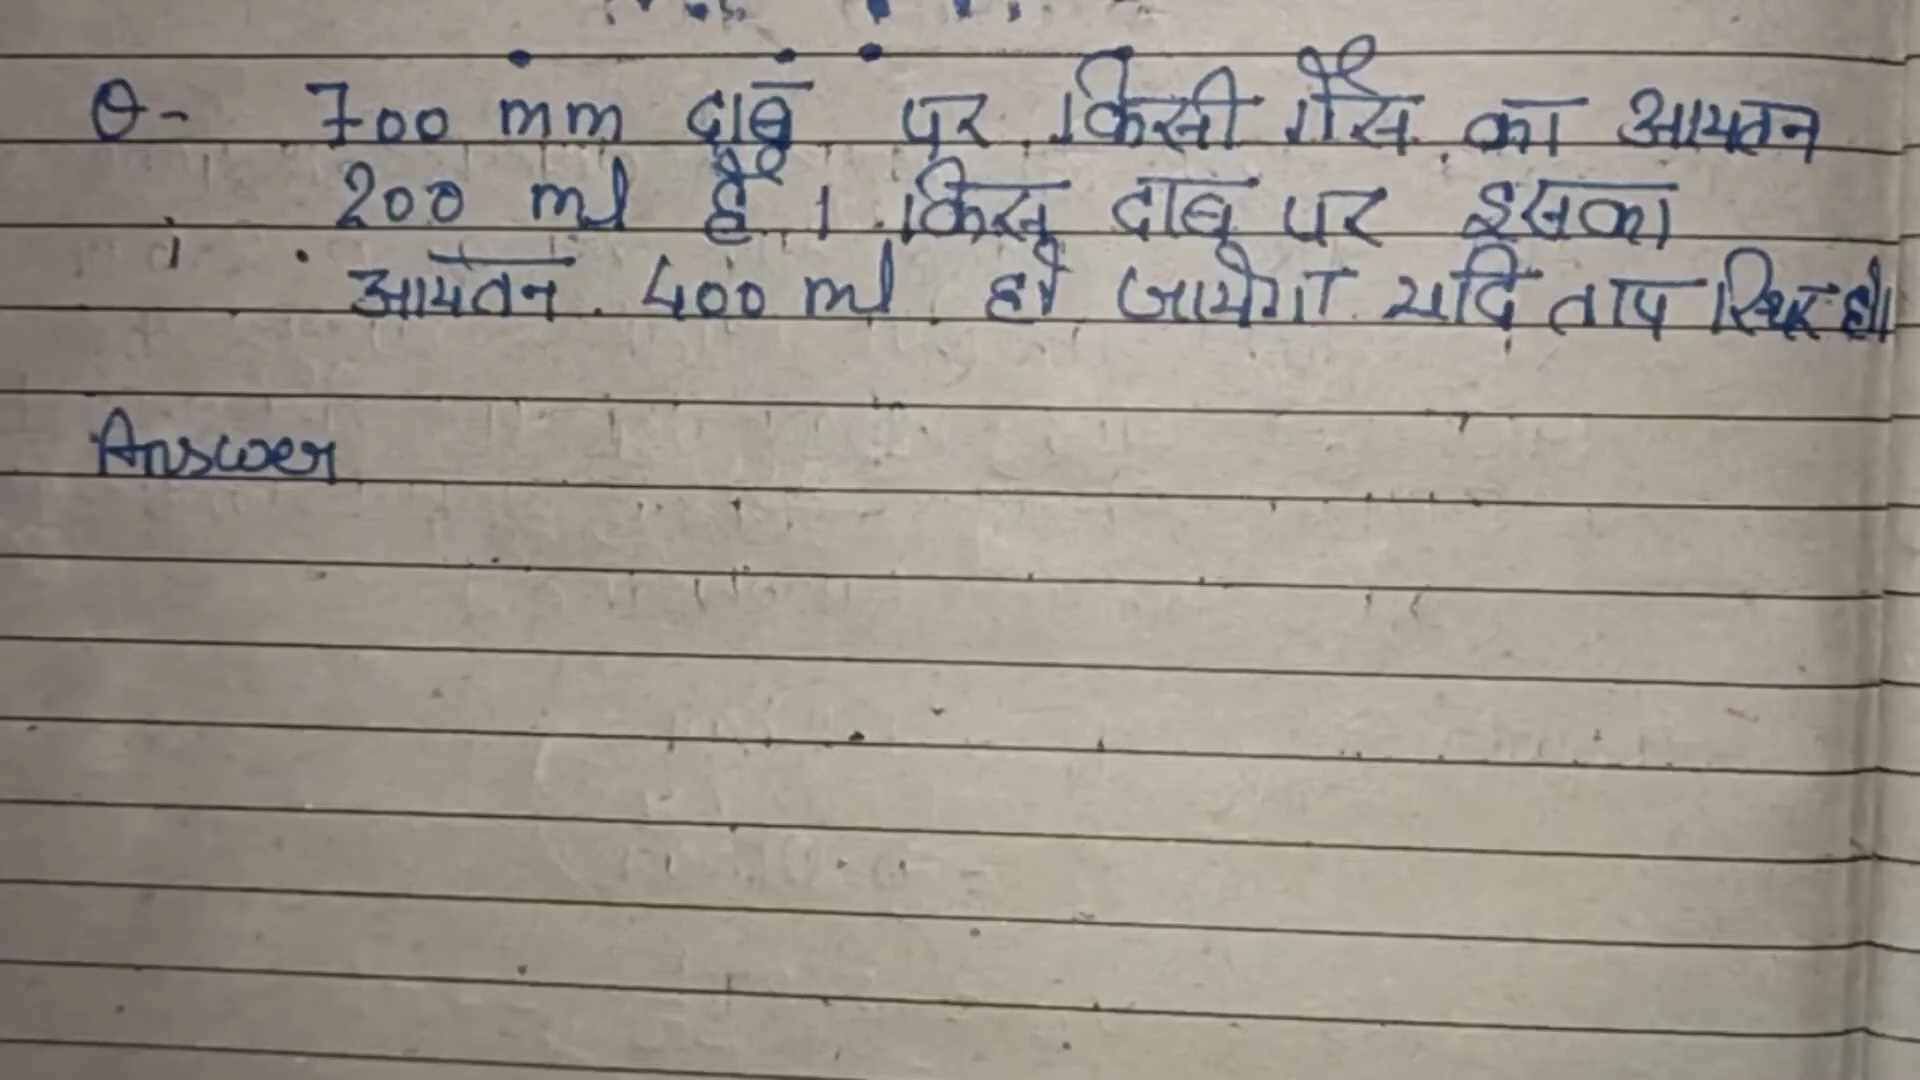 Q- 700 mm दाब पर किसी गैस का आयतन
200 ml है । किस दाब पर इसका
आयतन 400 ml हो जायेगा यदि ताप स्थिर हो।
Answer